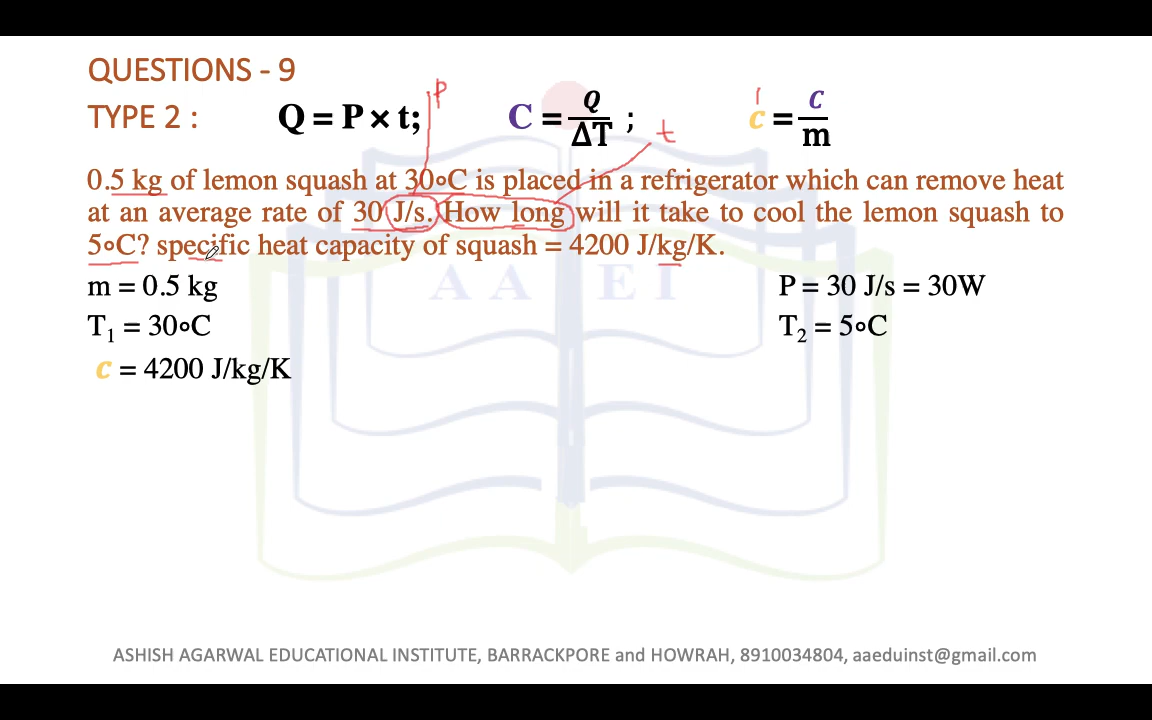 QUESTIONS - 9
P
TYPE 2 : Q = P × t; C = Q/ΔT ; c = c/m
t
0.5 kg of lemon squash at 30∘C is placed in a refrigerator which can remove heat
at an average rate of 30 J/s. How long will it take to cool the lemon squash to
5∘C? specific heat capacity of squash = 4200 J/kg/K.
A A E I
m = 0.5 kg P = 30 J/s = 30W
T₁ = 30∘C T₂ = 5∘C
c = 4200 J/kg/K
ASHISH AGARWAL EDUCATIONAL INSTITUTE, BARRACKPORE and HOWRAH, 8910034804, aaeduinst@gmail.com